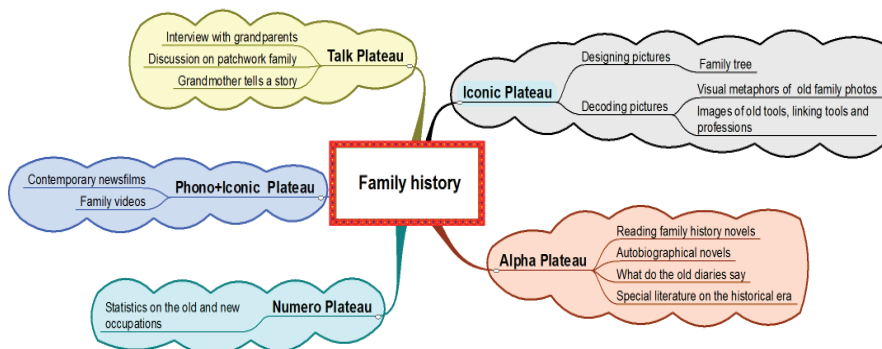 Interview with grandparents
Discussion on patchwork family
Grandmother tells a story
Talk Plateau
Iconic Plateau
Designing pictures
Family tree
Decoding pictures
Visual metaphors of old family photos
Images of old tools, linking tools and
professions
Family history
Contemporary newsfilms
Family videos
Phono+Iconic Plateau
Alpha Plateau
Reading family history novels
Autobiographical novels
What do the old diaries say
Special literature on the historical era
Statistics on the old and new
occupations
Numero Plateau